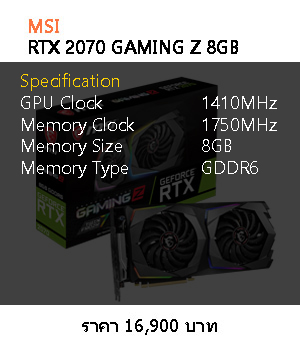 MSI
RTX 2070 GAMING Z 8GB
Specification
GPU Clock 1410MHz
Memory Clock 1750MHz
Memory Size 8GB
Memory Type GDDR6
GAMING Z
GEFORCE
RTX
ราคา 16,900 บาท